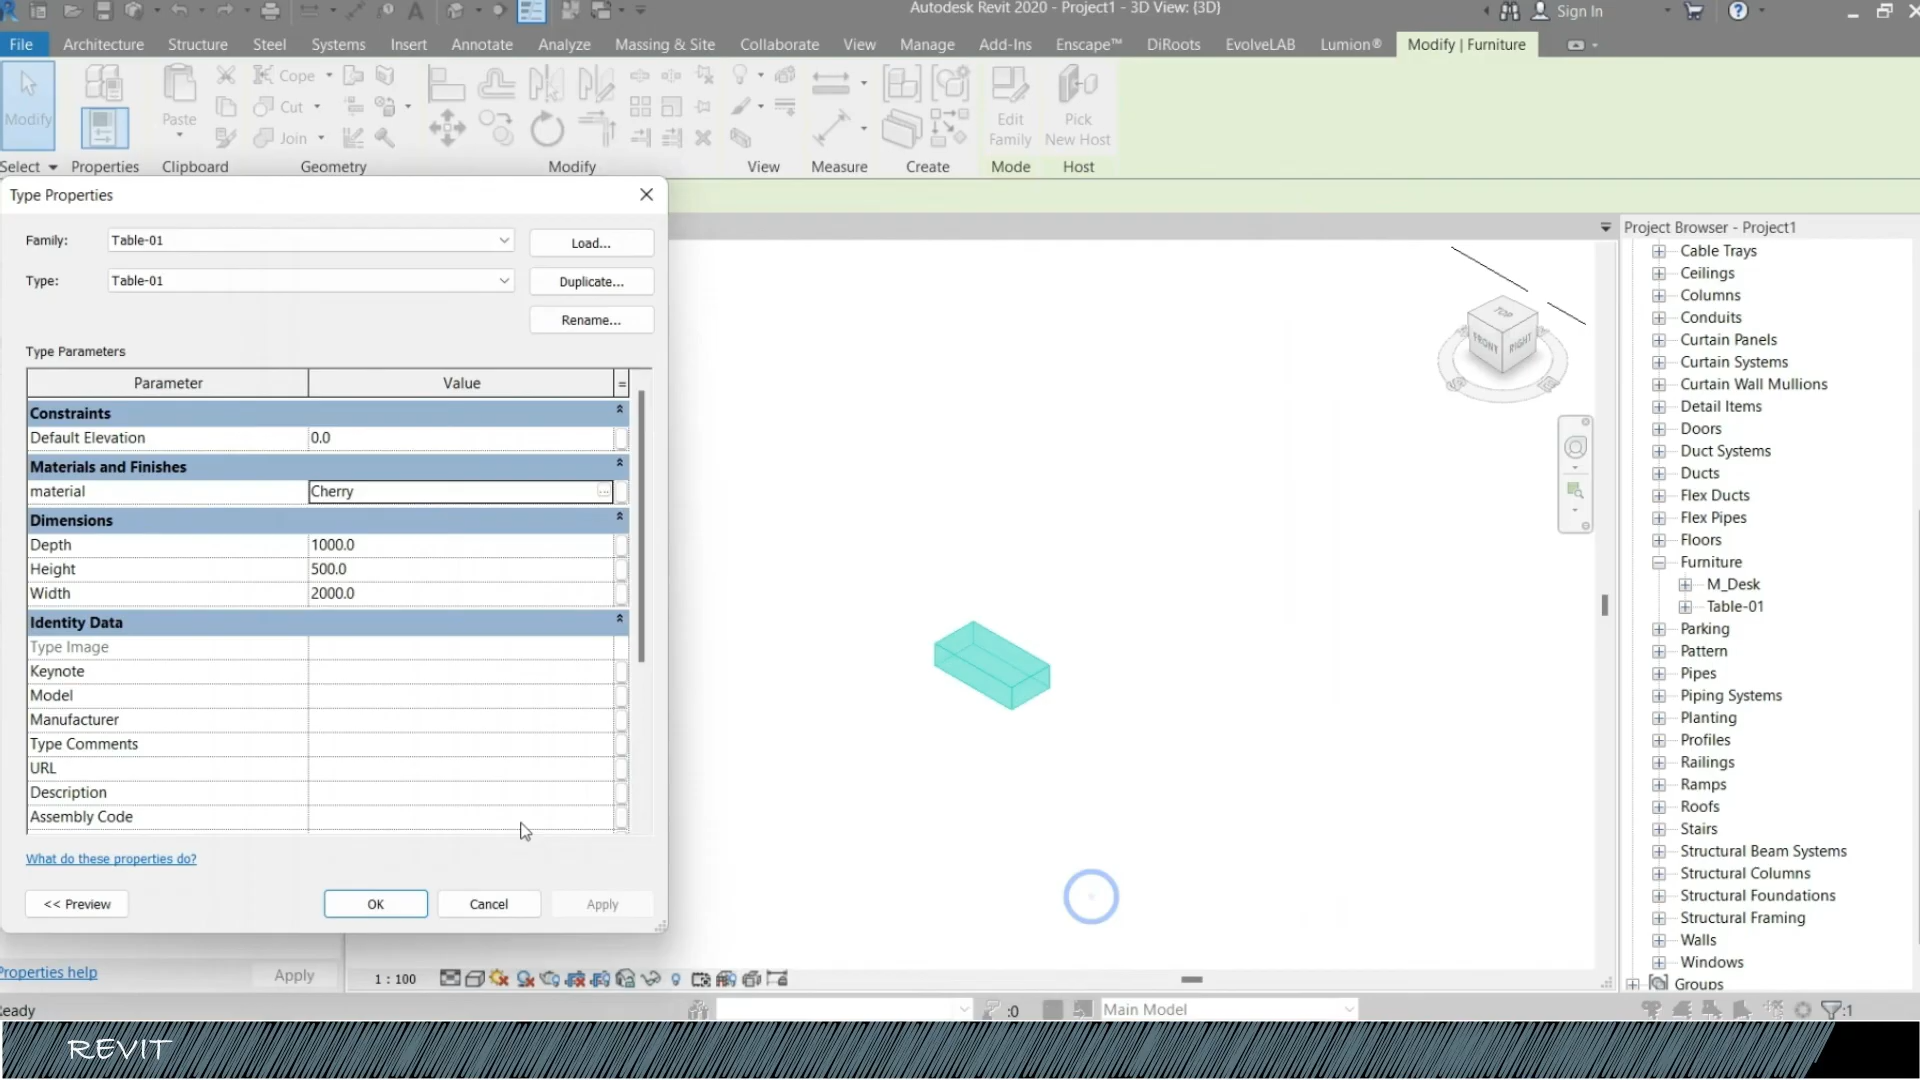 Autodesk Revit 2020 - Project1 - 3D View: {3D}
Sign In
File Architecture Structure Steel Systems Insert Annotate Analyze Massing & Site Collaborate View Manage Add-Ins Enscape™ DiRoots EvolveLAB Lumion® Modify | Furniture
Modify
Paste
Cope
Cut
Join
Edit
Family
Pick
New Host
Select Properties Clipboard Geometry Modify View Measure Create Mode Host
Type Properties
Family: Table-01 Load...
Type: Table-01 Duplicate...
Rename...
Type Parameters
Parameter Value =
Constraints
Default Elevation 0.0
Materials and Finishes
material Cherry
Dimensions
Depth 1000.0
Height 500.0
Width 2000.0
Identity Data
Type Image
Keynote
Model
Manufacturer
Type Comments
URL
Description
Assembly Code
What do these properties do?
<< Preview OK Cancel Apply
Properties help Apply
TOP
FRONT
RIGHT
Project Browser - Project1
Cable Trays
Ceilings
Columns
Conduits
Curtain Panels
Curtain Systems
Curtain Wall Mullions
Detail Items
Doors
Duct Systems
Ducts
Flex Ducts
Flex Pipes
Floors
Furniture
M_Desk
Table-01
Parking
Pattern
Pipes
Piping Systems
Planting
Profiles
Railings
Ramps
Roofs
Stairs
Structural Beam Systems
Structural Columns
Structural Foundations
Structural Framing
Walls
Windows
Groups
1 : 100
eady
:0
Main Model
:1
REVIT